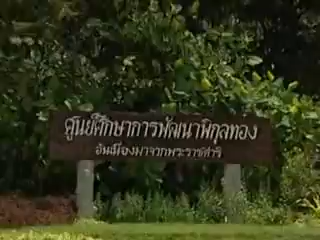 ศูนย์ศึกษาการพัฒนาพิกุลทอง
อันเนื่องมาจากพระราชดำริ